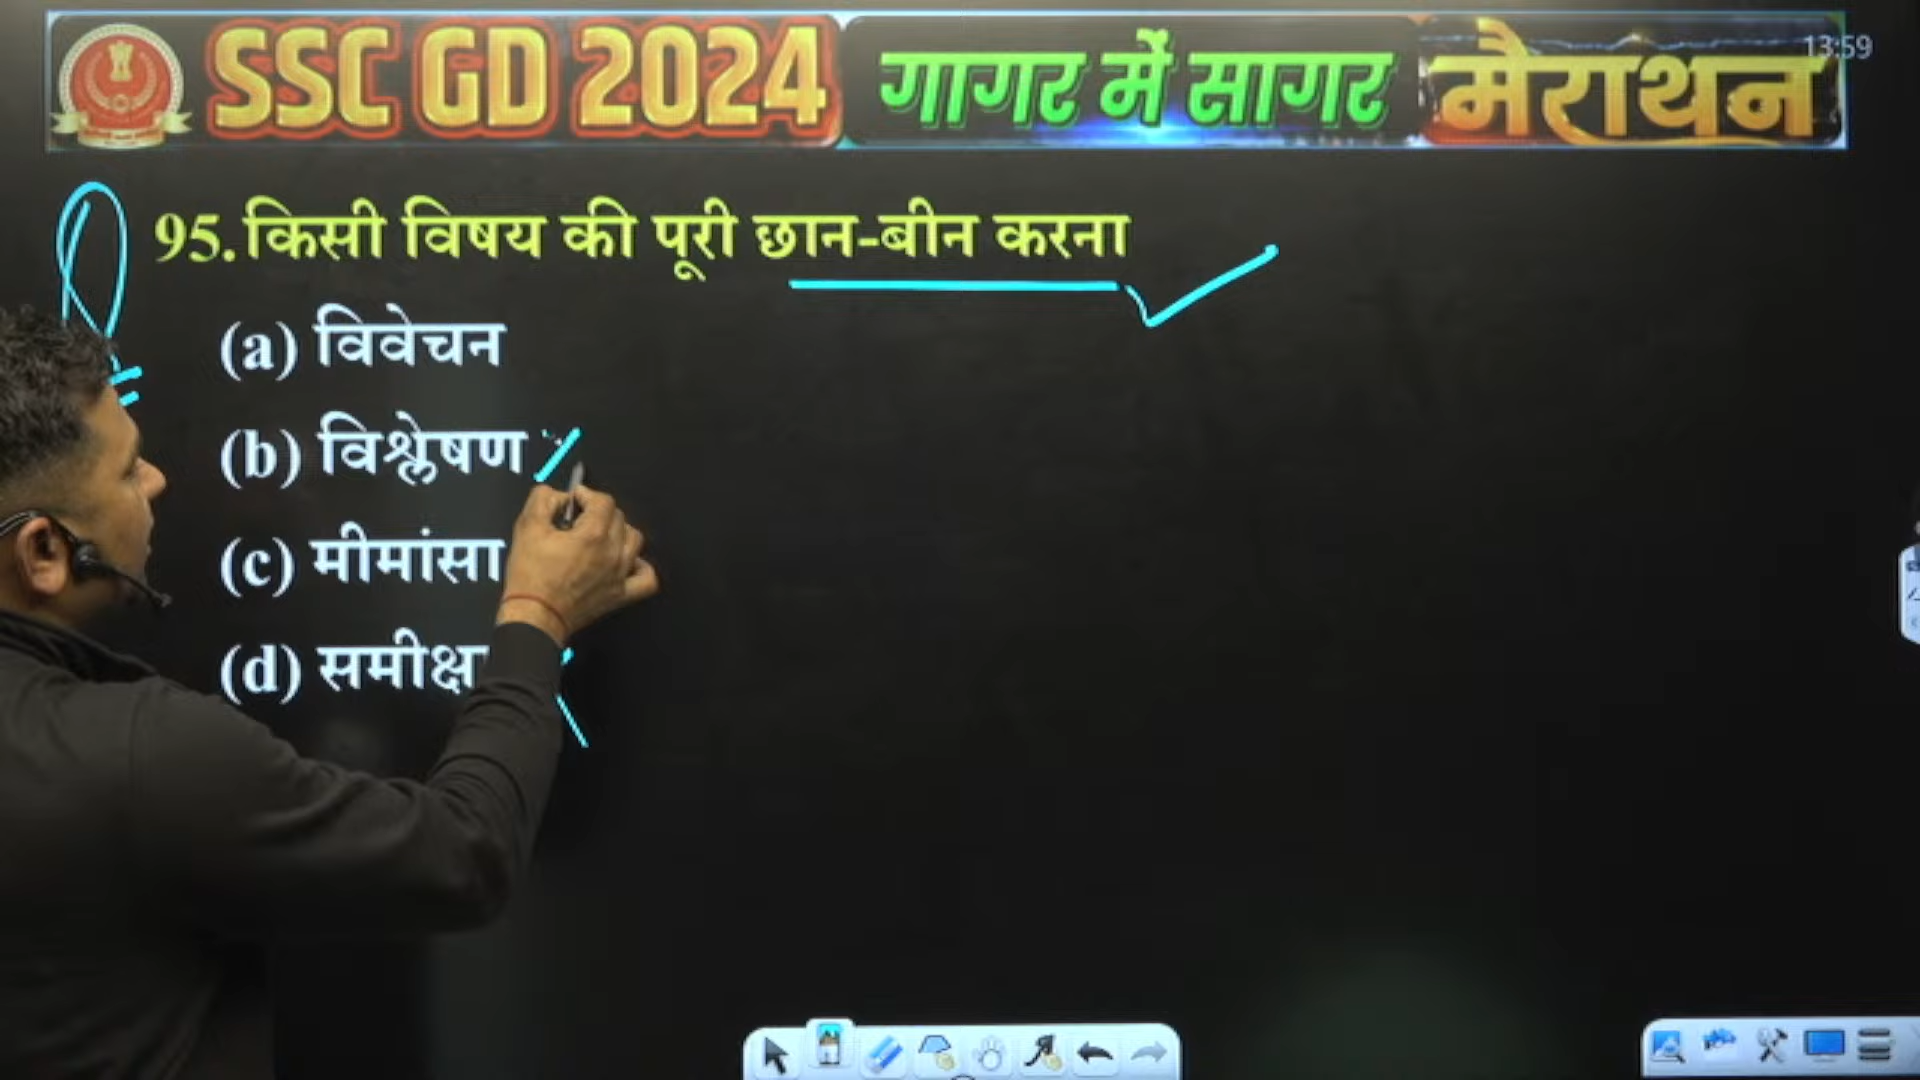 SSC GD 2024 गागर में सागर मैराथन
13:59
95. किसी विषय की पूरी छान-बीन करना
(a) विवेचन
(b) विश्लेषण
(c) मीमांसा
(d) समीक्षा